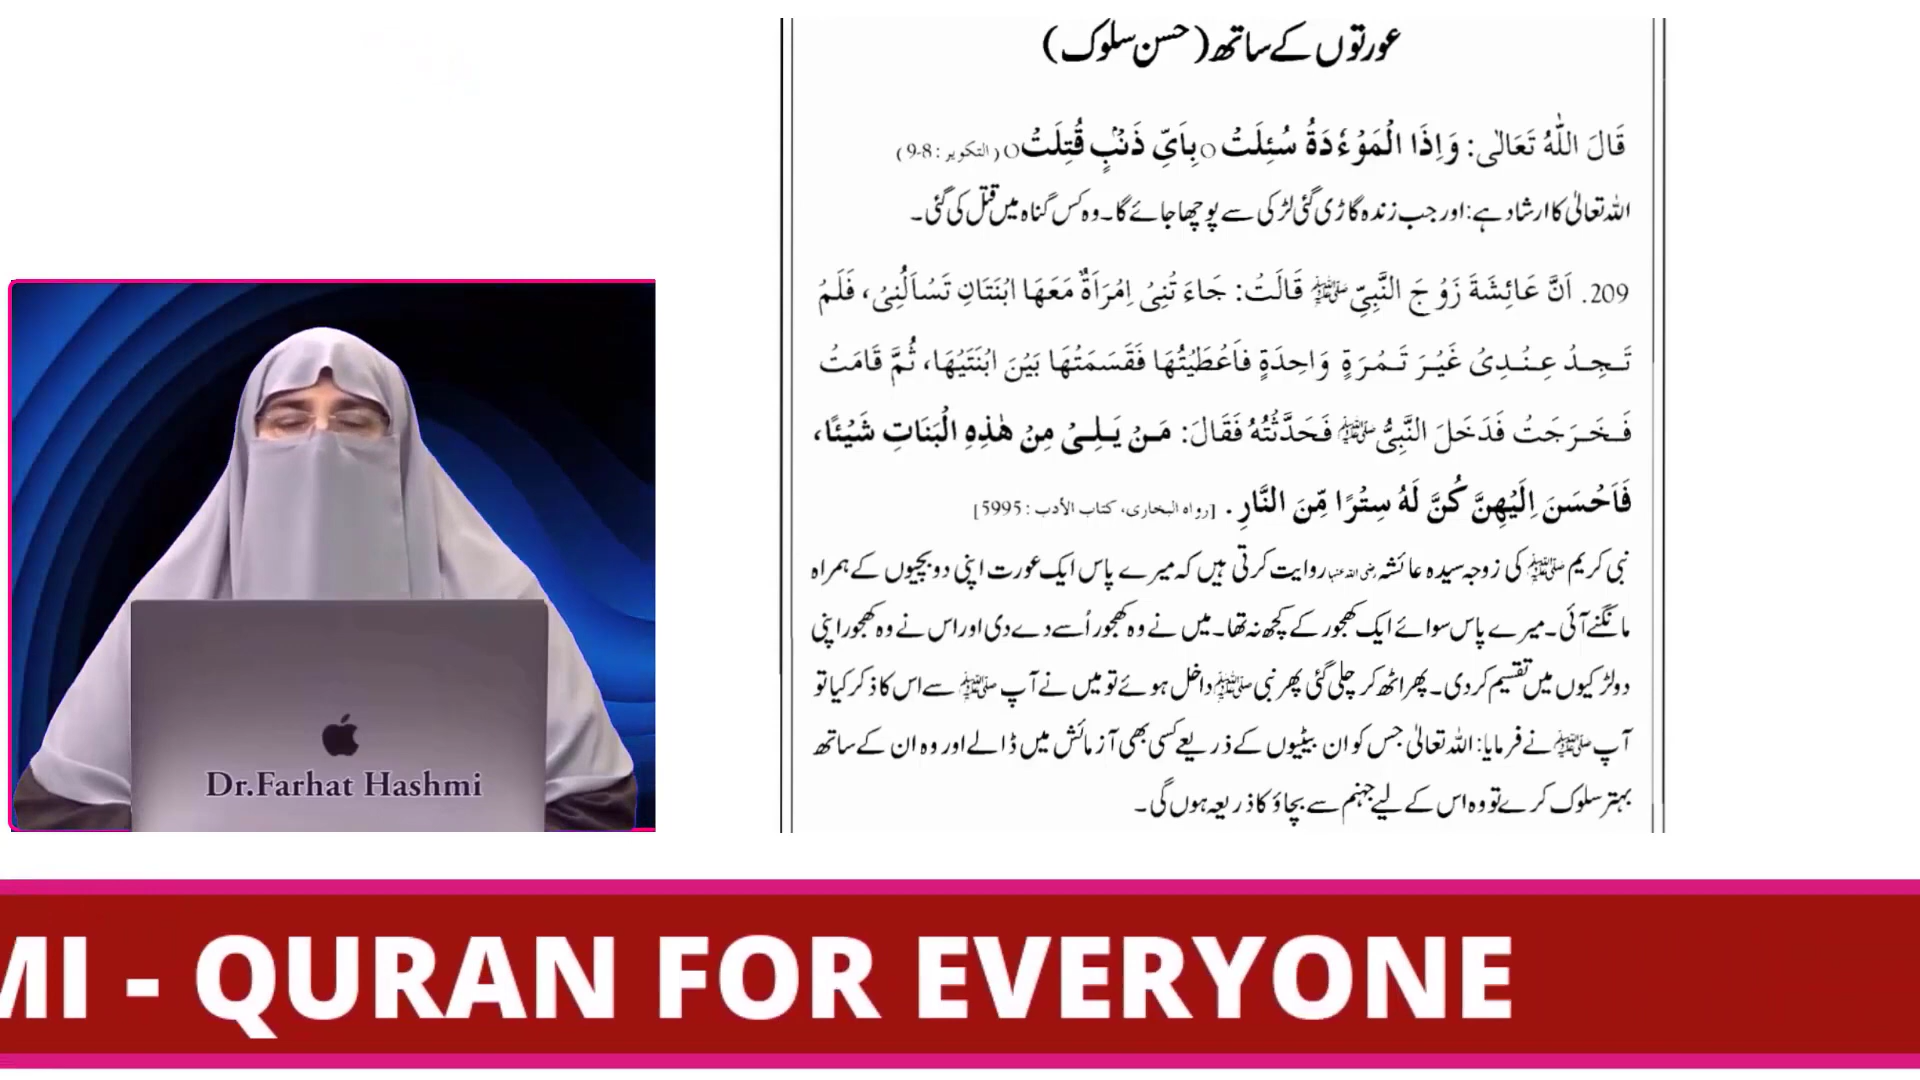 عورتوں کے ساتھ (حسن سلوک)
قَالَ اللّٰهُ تَعَالٰی: وَاِذَا الْمَوْءٗدَةُ سُئِلَتْ ○ بِاَیِّ ذَنْۢبٍ قُتِلَتْ ○ (التکویر: 8-9)
اللہ تعالیٰ کا ارشاد ہے: اور جب زندہ گاڑی گئی لڑکی سے پوچھا جائے گا۔ وہ کس گناہ میں قتل کی گئی۔
209. اَنَّ عَائِشَةَ زَوْجَ النَّبِیِّ ﷺ قَالَتْ: جَاءَ تْنِیْ اِمْرَاَةٌ مَعَهَا ابْنَتَانِ تَسْاَلُنِیْ، فَلَمْ
تَجِدْ عِنْدِیْ غَیْرَ تَمْرَةٍ وَاحِدَةٍ فَاَعْطَیْتُهَا فَقَسَمَتْهَا بَیْنَ ابْنَتَیْهَا، ثُمَّ قَامَتْ
فَخَرَجَتْ فَدَخَلَ النَّبِیُّ ﷺ فَحَدَّثْتُهُ فَقَالَ: مَنْ یَلِیْ مِنْ هٰذِهِ الْبَنَاتِ شَیْئًا،
فَاَحْسَنَ اِلَیْهِنَّ کُنَّ لَهُ سِتْرًا مِّنَ النَّارِ. [رواه البخاری، کتاب الأدب: 5995]
نبی کریم ﷺ کی زوجہ سیدہ عائشہ رضی اللہ عنہا روایت کرتی ہیں کہ میرے پاس ایک عورت اپنی دو بچیوں کے ہمراہ
مانگنے آئی۔ میرے پاس سوائے ایک کھجور کے کچھ نہ تھا۔ میں نے وہ کھجور اُسے دے دی اور اس نے وہ کھجور اپنی
دو لڑکیوں میں تقسیم کر دی۔ پھر اٹھ کر چلی گئی پھر نبی ﷺ داخل ہوئے تو میں نے آپ ﷺ سے اس کا ذکر کیا تو
آپ ﷺ نے فرمایا: اللہ تعالیٰ جس کو ان بیٹیوں کے ذریعے کسی بھی آزمائش میں ڈالے اور وہ ان کے ساتھ
بہتر سلوک کرے تو وہ اس کے لیے جہنم سے بچاؤ کا ذریعہ ہوں گی۔
Dr.Farhat Hashmi
MI - QURAN FOR EVERYONE